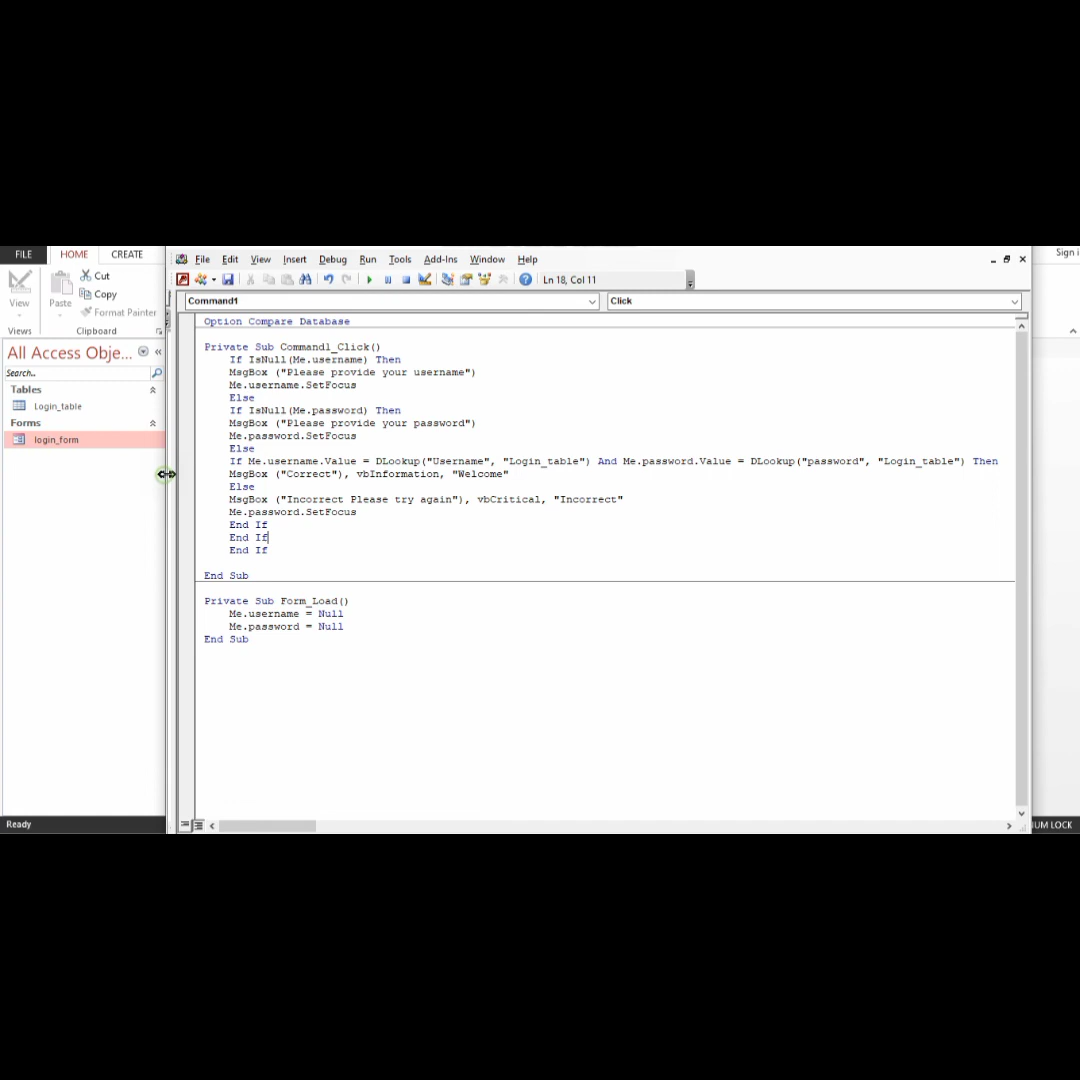 FILE HOME CREATE
Cut
Copy
Format Painter
View Paste
Views Clipboard
All Access Obje... «
Search..
Tables
Login_table
Forms
login_form
Ready
File Edit View Insert Debug Run Tools Add-Ins Window Help
Ln 18, Col 11
Command1 Click
Option Compare Database
Private Sub Command1_Click()
If IsNull(Me.username) Then
MsgBox ("Please provide your username")
Me.username.SetFocus
Else
If IsNull(Me.password) Then
MsgBox ("Please provide your password")
Me.password.SetFocus
Else
If Me.username.Value = DLookup("Username", "Login_table") And Me.password.Value = DLookup("password", "Login_table") Then
MsgBox ("Correct"), vbInformation, "Welcome"
Else
MsgBox ("Incorrect Please try again"), vbCritical, "Incorrect"
Me.password.SetFocus
End If
End If
End If
End Sub
Private Sub Form_Load()
Me.username = Null
Me.password = Null
End Sub
Sign i
UM LOCK